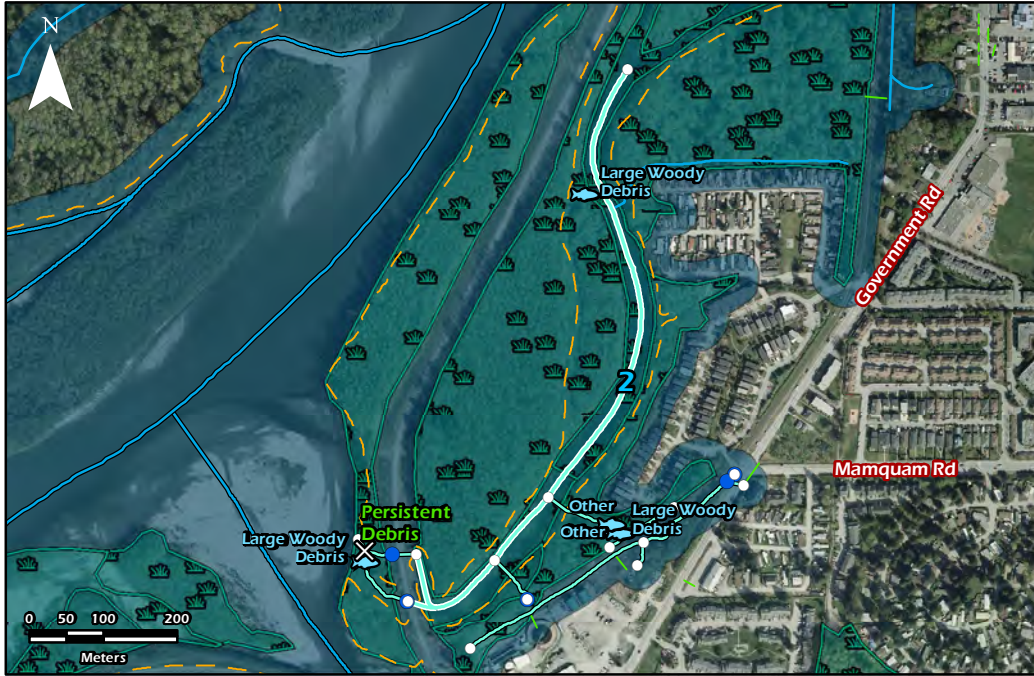 N
Large Woody
Debris
Government Rd
2
Mamquam Rd
Persistent
Debris
Large Woody
Debris
Other
Other
Large Woody
Debris
0 50 100 200
Meters